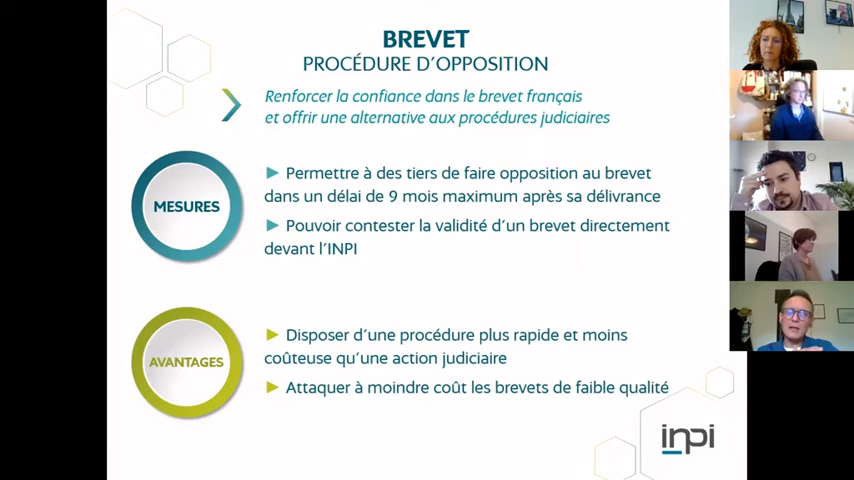 BREVET
PROCÉDURE D'OPPOSITION
Renforcer la confiance dans le brevet français
et offrir une alternative aux procédures judiciaires
MESURES
► Permettre à des tiers de faire opposition au brevet
dans un délai de 9 mois maximum après sa délivrance
► Pouvoir contester la validité d'un brevet directement
devant l'INPI
AVANTAGES
► Disposer d'une procédure plus rapide et moins
coûteuse qu'une action judiciaire
► Attaquer à moindre coût les brevets de faible qualité
inpi